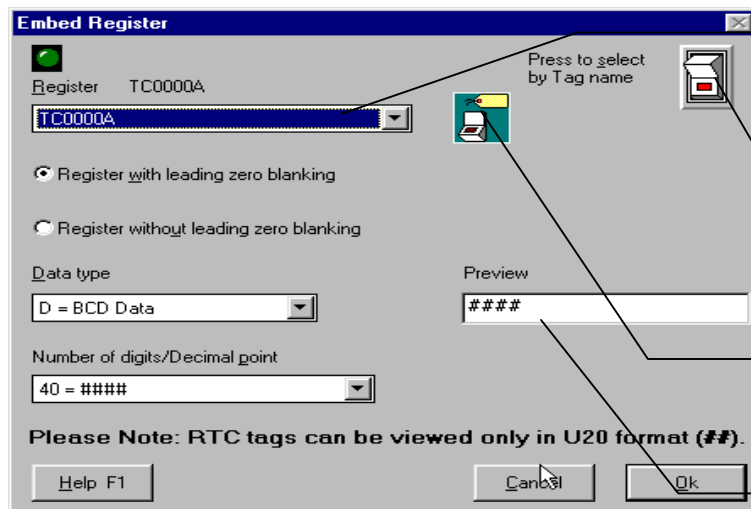 Embed Register
Register TC0000A
Press to select
by Tag name
TC0000A
Register with leading zero blanking
Register without leading zero blanking
Data type
Preview
D = BCD Data
####
Number of digits/Decimal point
40 = ####
Please Note: RTC tags can be viewed only in U20 format (##).
Help F1
Cancel
Ok